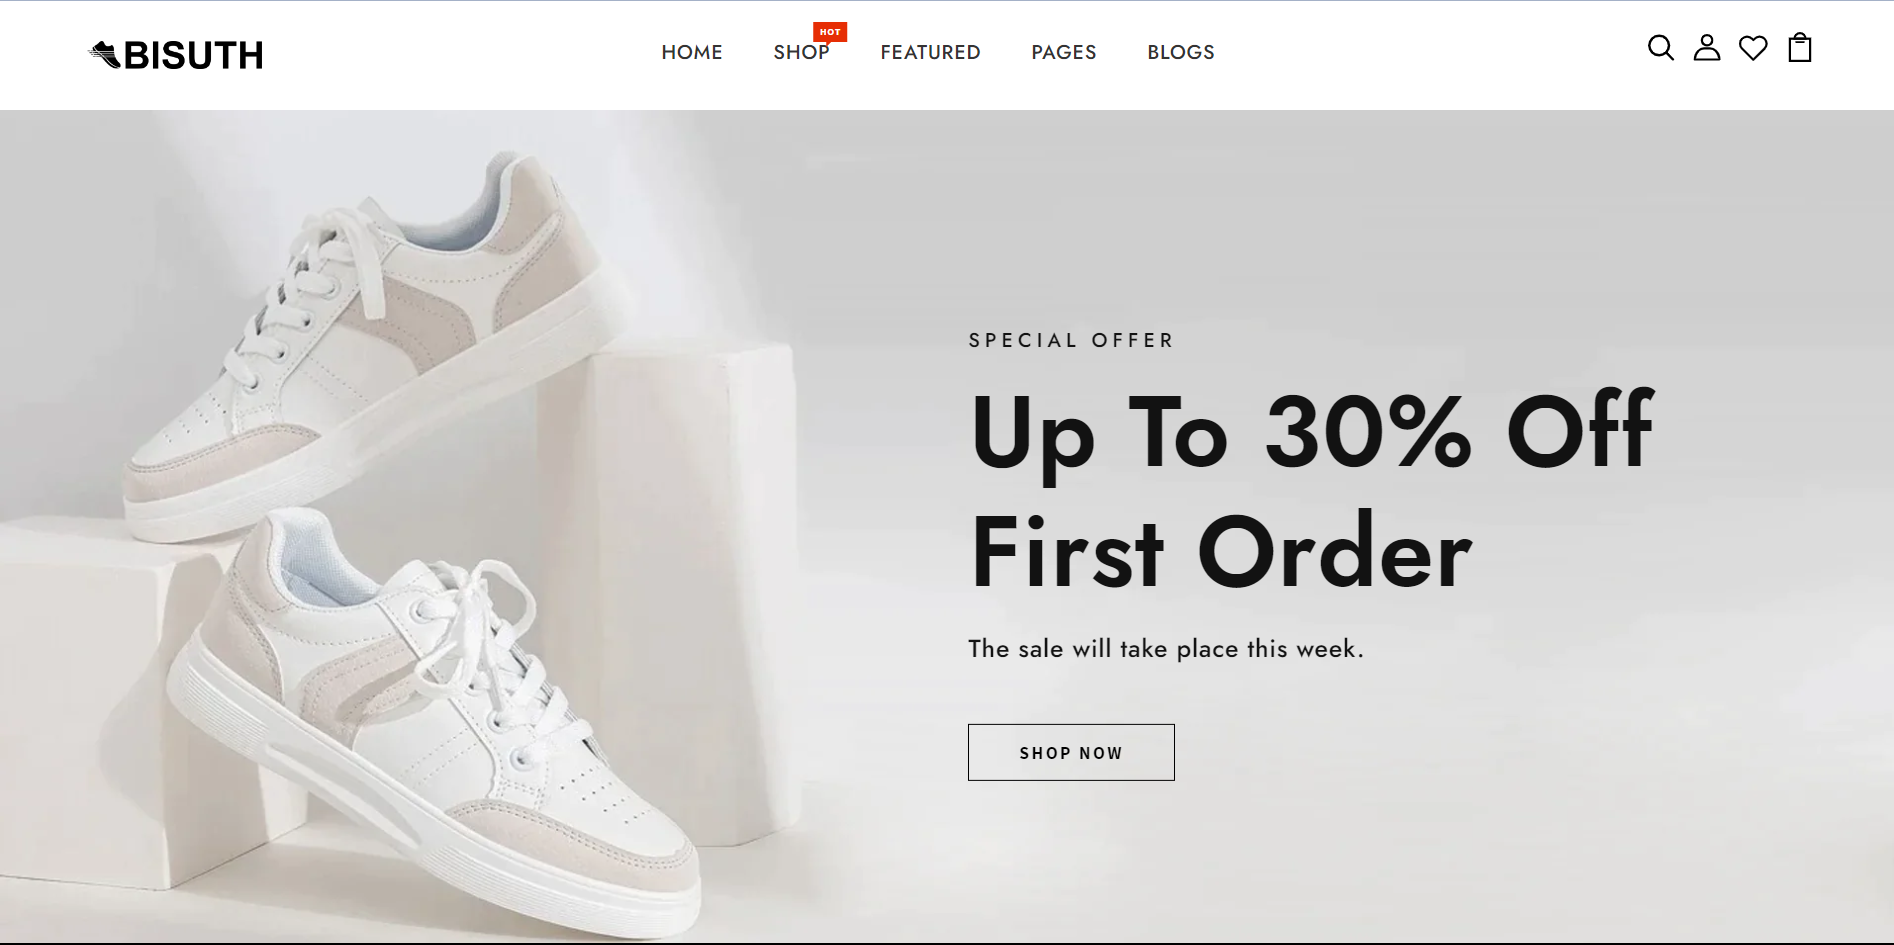 BISUTH
HOME
SHOP
HOT
FEATURED
PAGES
BLOGS
SPECIAL OFFER
Up To 30% Off
First Order
The sale will take place this week.
SHOP NOW